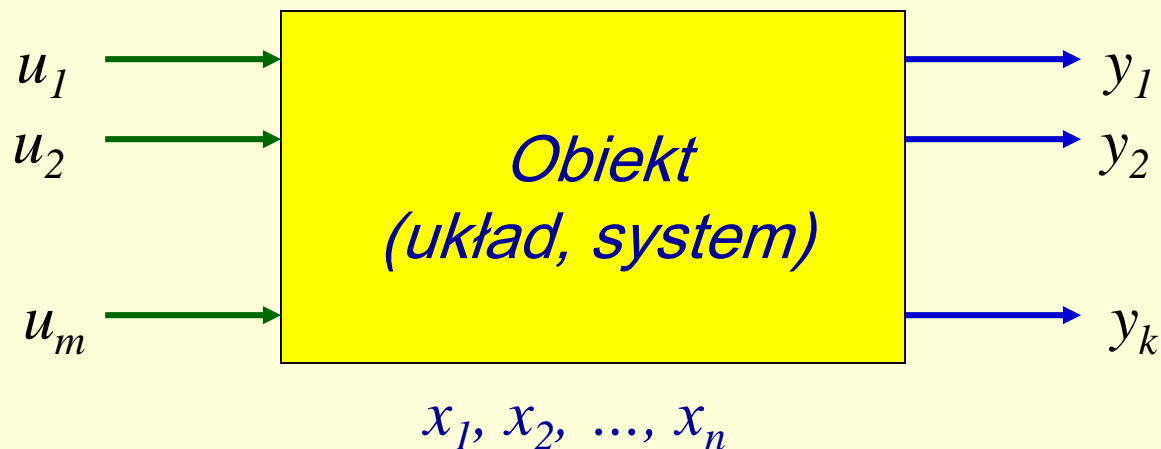 u₁ y₁
u₂ y₂
Obiekt
(układ, system)
uₘ yₖ
x₁, x₂, ..., xₙ